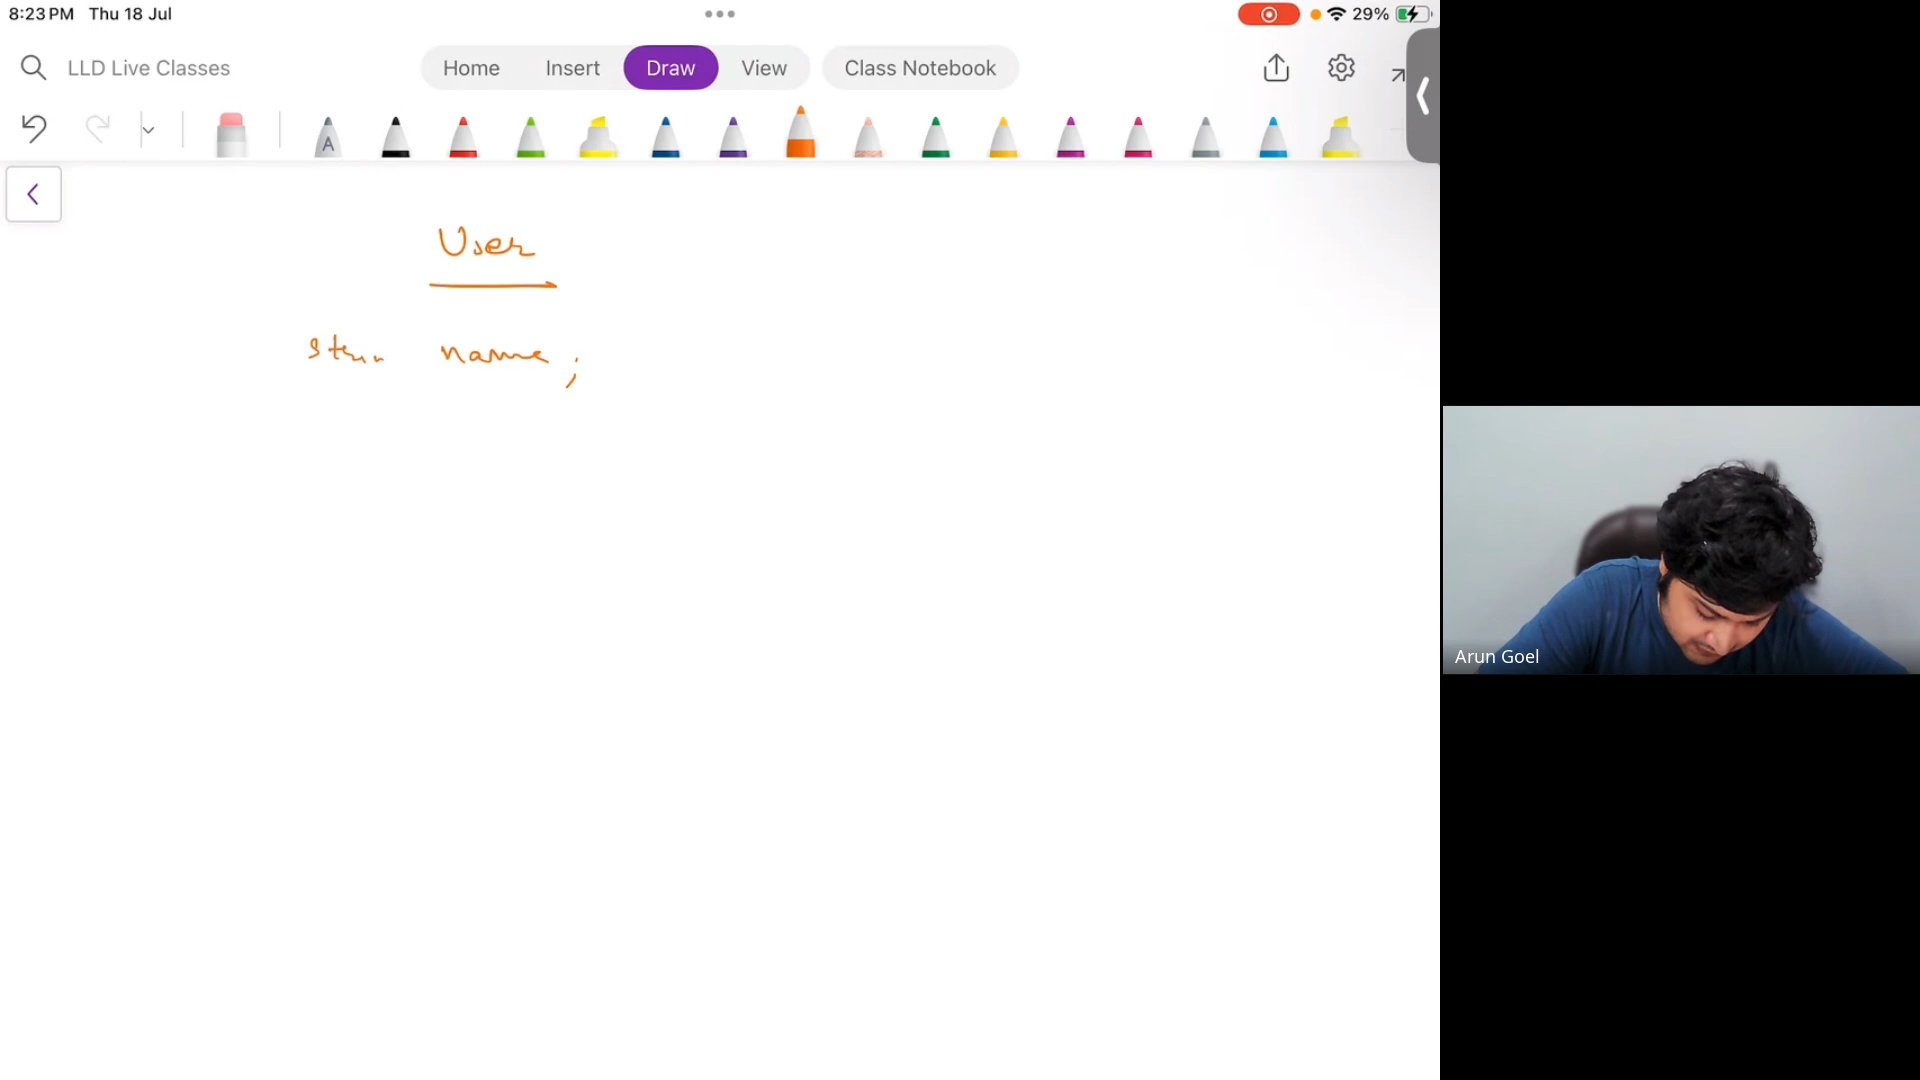 8:23 PM Thu 18 Jul
29%
LLD Live Classes
Home Insert Draw View Class Notebook
A
User
name ;
Arun Goel